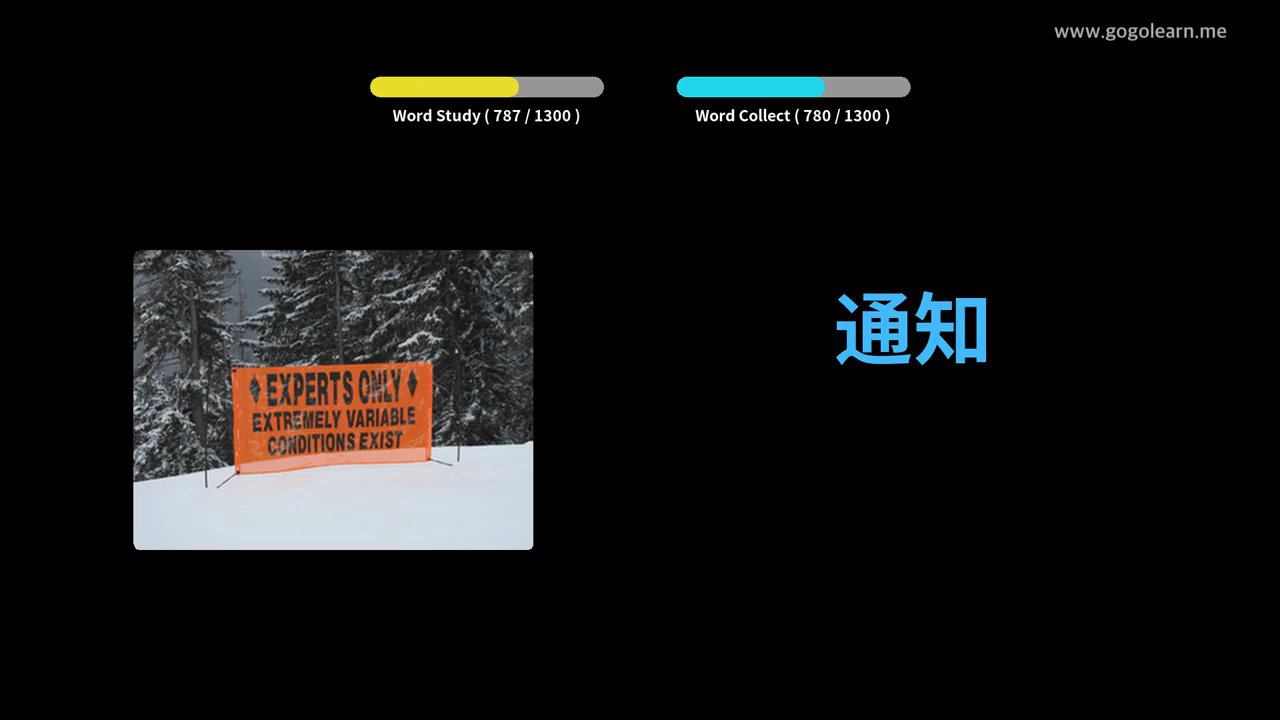 www.gogolearn.me
Word Study ( 787 / 1300 )
Word Collect ( 780 / 1300 )
EXPERTS ONLY
EXTREMELY VARIABLE
CONDITIONS EXIST
通知